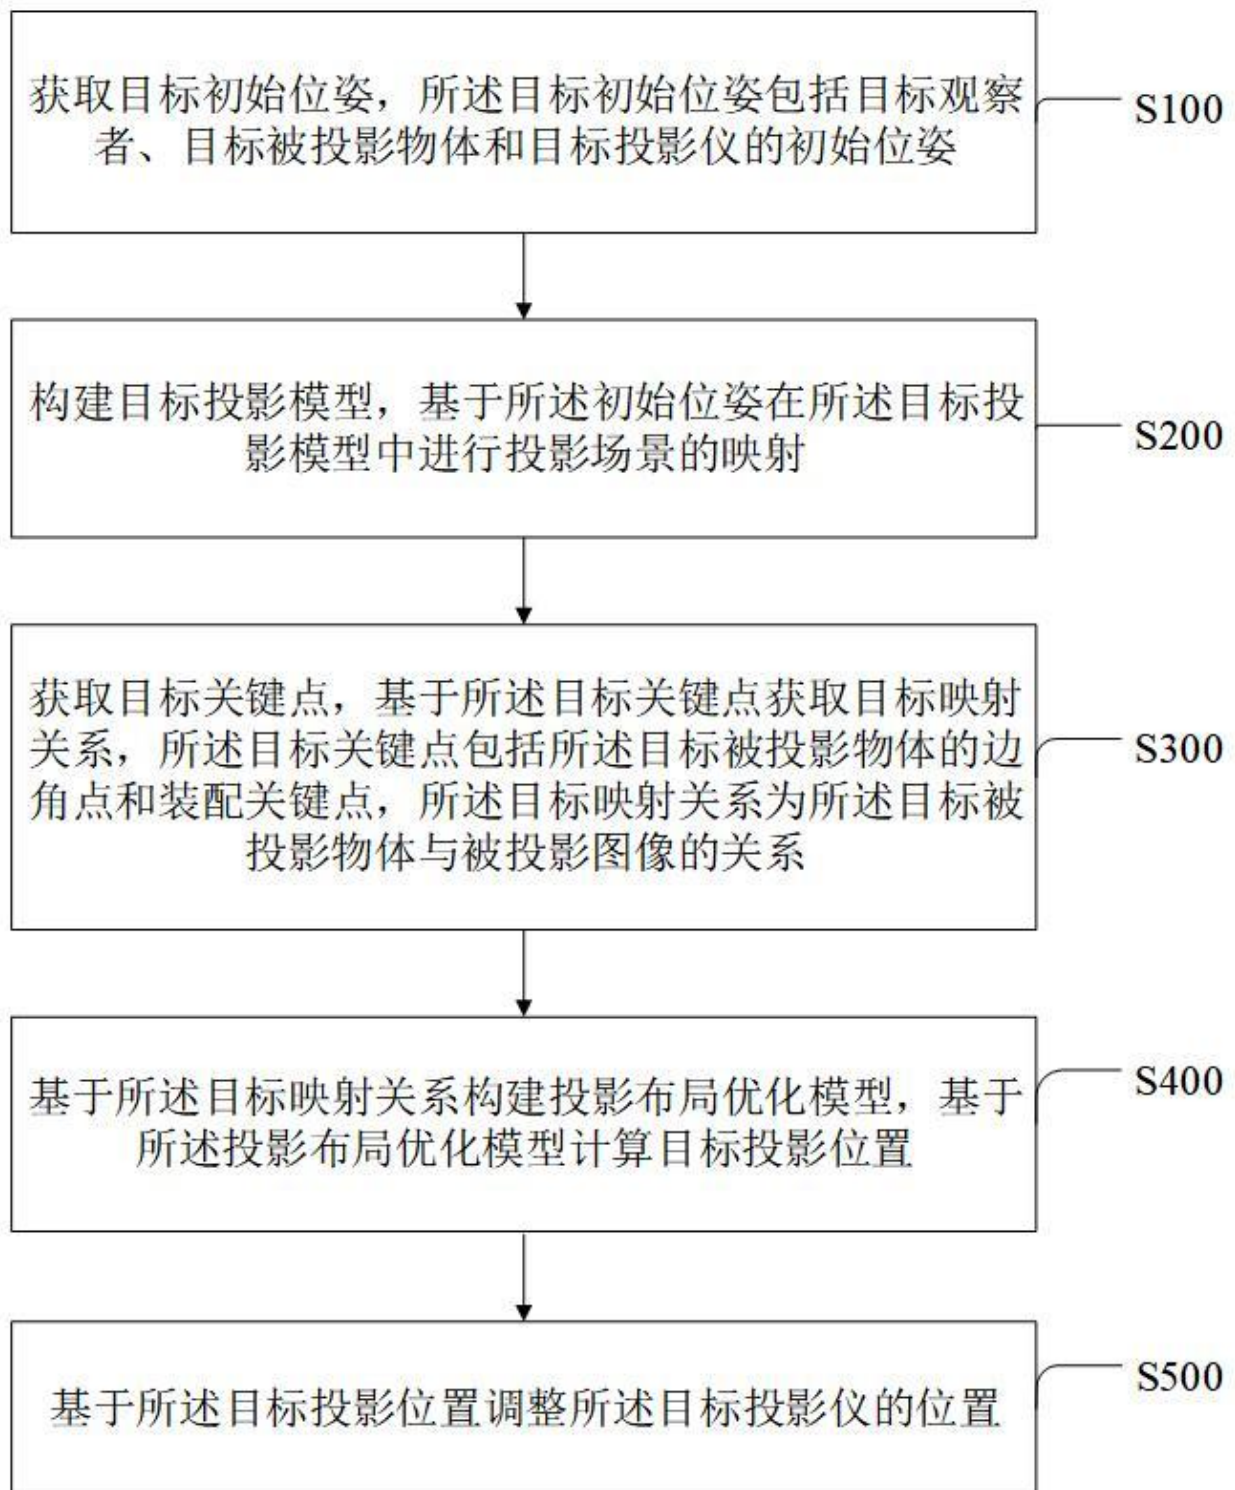 获取目标初始位姿，所述目标初始位姿包括目标观察
者、目标被投影物体和目标投影仪的初始位姿
S100
构建目标投影模型，基于所述初始位姿在所述目标投
影模型中进行投影场景的映射
S200
获取目标关键点，基于所述目标关键点获取目标映射
关系，所述目标关键点包括所述目标被投影物体的边
角点和装配关键点，所述目标映射关系为所述目标被
投影物体与被投影图像的关系
S300
基于所述目标映射关系构建投影布局优化模型，基于
所述投影布局优化模型计算目标投影位置
S400
基于所述目标投影位置调整所述目标投影仪的位置
S500